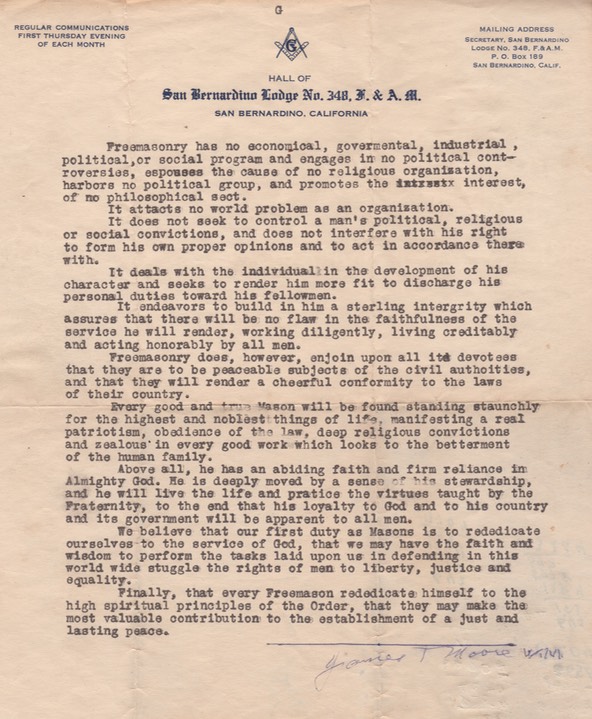 G
REGULAR COMMUNICATIONS
FIRST THURSDAY EVENING
OF EACH MONTH
G
MAILING ADDRESS
SECRETARY, SAN BERNARDINO
LODGE NO. 348, F.& A.M.
P. O. BOX 189
SAN BERNARDINO, CALIF.
HALL OF
San Bernardino Lodge No. 348, F. & A. M.
SAN BERNARDINO, CALIFORNIA
Freemasonry has no economical, govermental, industrial,
political,or social program and engages in no political cont-
roversies, espouses the cause of no religious organization,
harbors no political group, and promotes the interest,
of no philosophical sect.
It attacts no world problem as an organization.
It does not seek to control a man's political, religious
or social convictions, and does not interfere with his right
to form his own proper opinions and to act in accordance there
with.
It deals with the individual in the development of his
character and seeks to render him more fit to discharge his
personal duties toward his fellowmen.
It endeavors to build in him a sterling intergrity which
assures that there will be no flaw in the faithfulness of the
service he will render, working diligently, living creditably
and acting honorably by all men.
Freemasonry does, however, enjoin upon all its devotees
that they are to be peaceable subjects of the civil authoities,
and that they will render a cheerful conformity to the laws
of their country.
Every good and true Mason will be found standing staunchly
for the highest and noblest things of life, manifesting a real
patriotism, obedience of the law, deep religious convictions
and zealous in every good work which looks to the betterment
of the human family.
Above all, he has an abiding faith and firm reliance in
Almighty God. He is deeply moved by a sense of his stewardship,
and he will live the life and pratice the virtues taught by the
Fraternity, to the end that his loyalty to God and to his country
and its government will be apparent to all men.
We believe that our first duty as Masons is to rededicate
ourselves to the service of God, that we may have the faith and
wisdom to perform the tasks laid upon us in defending in this
world wide stuggle the rights of men to liberty, justice and
equality.
Finally, that every Freemason rededicate himself to the
high spiritual principles of the Order, that they may make the
most valuable contribution to the establishment of a just and
lasting peace.
James T Moore